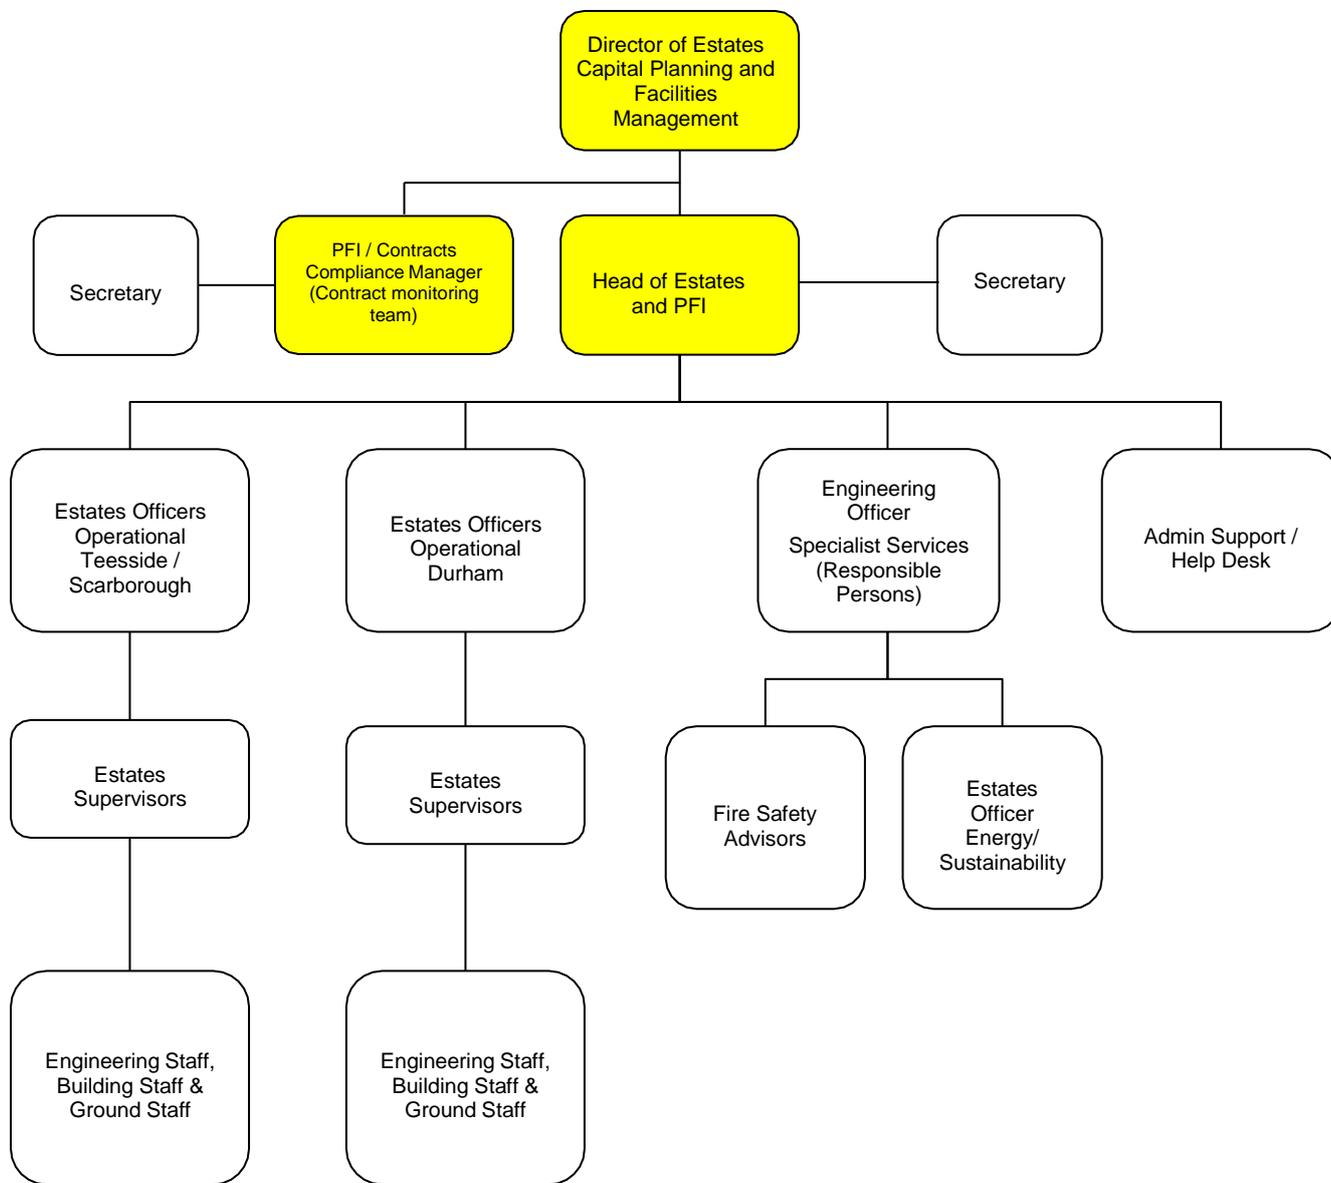 Director of Estates
Capital Planning and
Facilities
Management
Secretary
PFI / Contracts
Compliance Manager
(Contract monitoring
team)
Head of Estates
and PFI
Secretary
Estates Officers
Operational
Teesside /
Scarborough
Estates Officers
Operational
Durham
Engineering
Officer
Specialist Services
(Responsible
Persons)
Admin Support /
Help Desk
Estates
Supervisors
Estates
Supervisors
Fire Safety
Advisors
Estates
Officer
Energy/
Sustainability
Engineering Staff,
Building Staff &
Ground Staff
Engineering Staff,
Building Staff &
Ground Staff